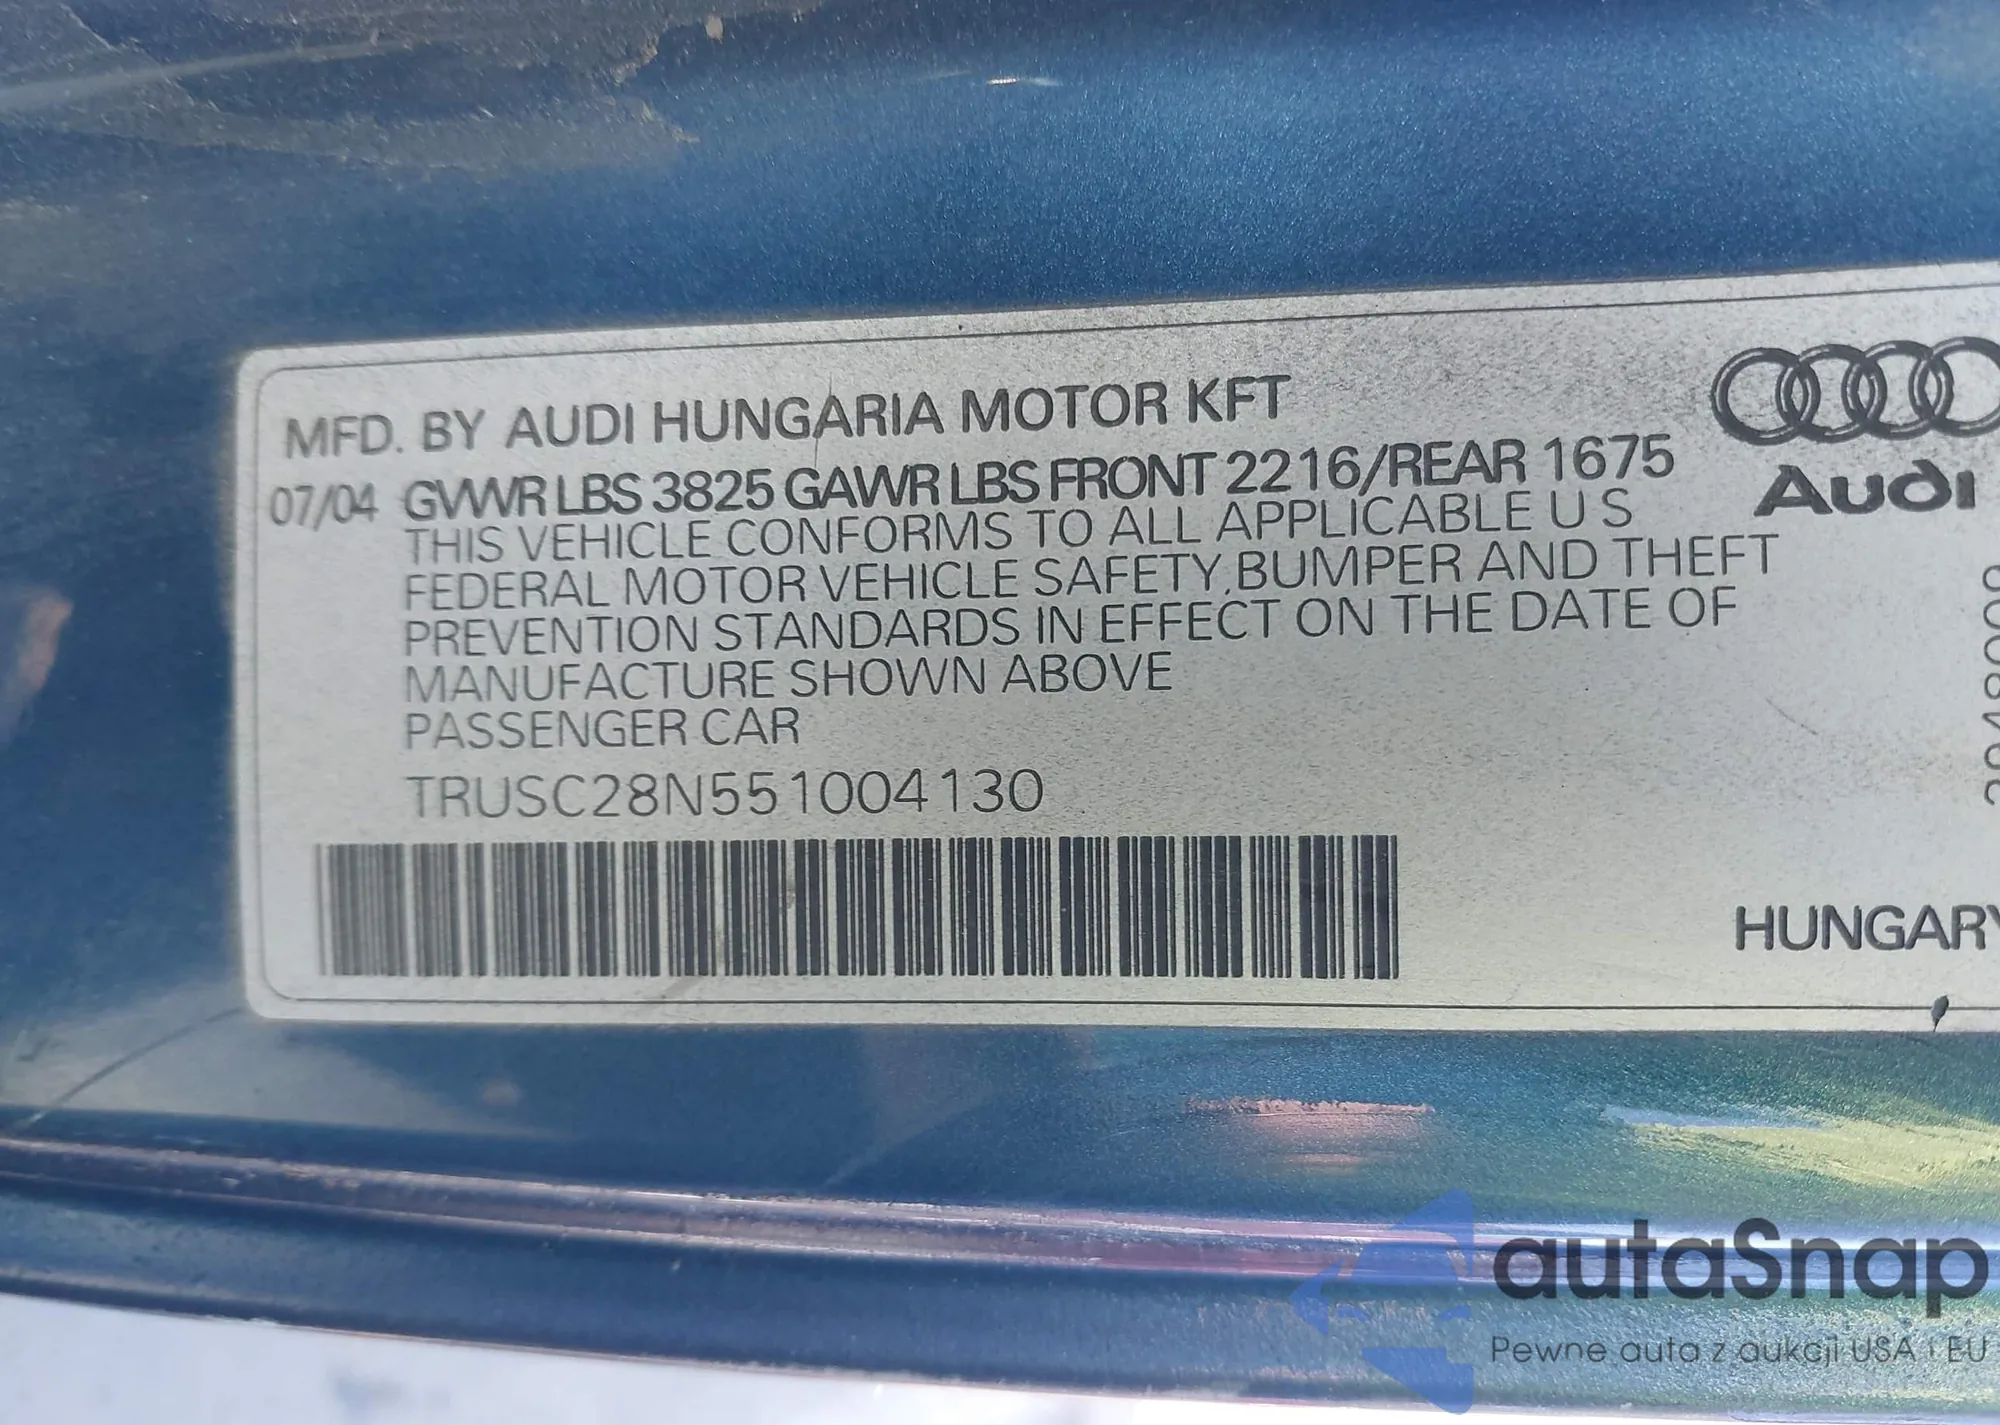 MFD. BY AUDI HUNGARIA MOTOR KFT
07/04 GVWR LBS 3825 GAWR LBS FRONT 2216/REAR 1675
THIS VEHICLE CONFORMS TO ALL APPLICABLE U S
FEDERAL MOTOR VEHICLE SAFETY, BUMPER AND THEFT
PREVENTION STANDARDS IN EFFECT ON THE DATE OF
MANUFACTURE SHOWN ABOVE
PASSENGER CAR
TRUSC28N551004130
Audi
HUNGARY
autaSnap
Pewne auta z aukcji USA i EU